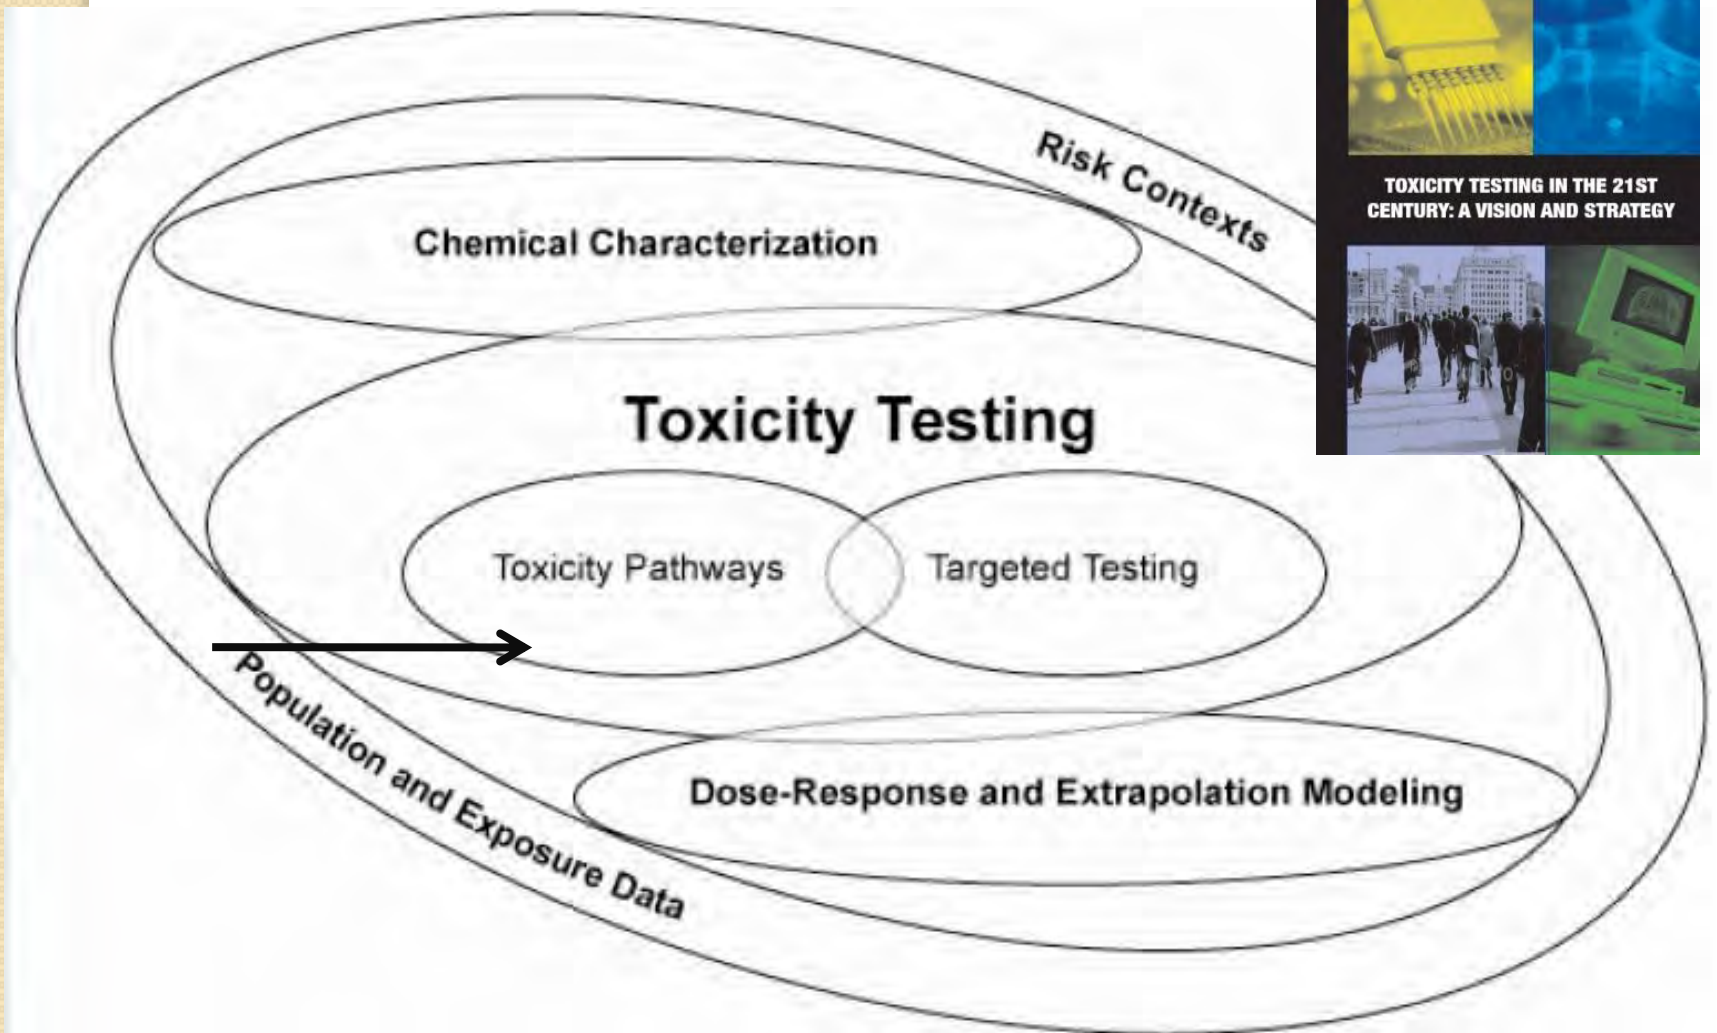 Risk Contexts
TOXICITY TESTING IN THE 21ST
CENTURY: A VISION AND STRATEGY
Chemical Characterization
Toxicity Testing
Toxicity Pathways
Targeted Testing
Population and Exposure Data
Dose-Response and Extrapolation Modeling